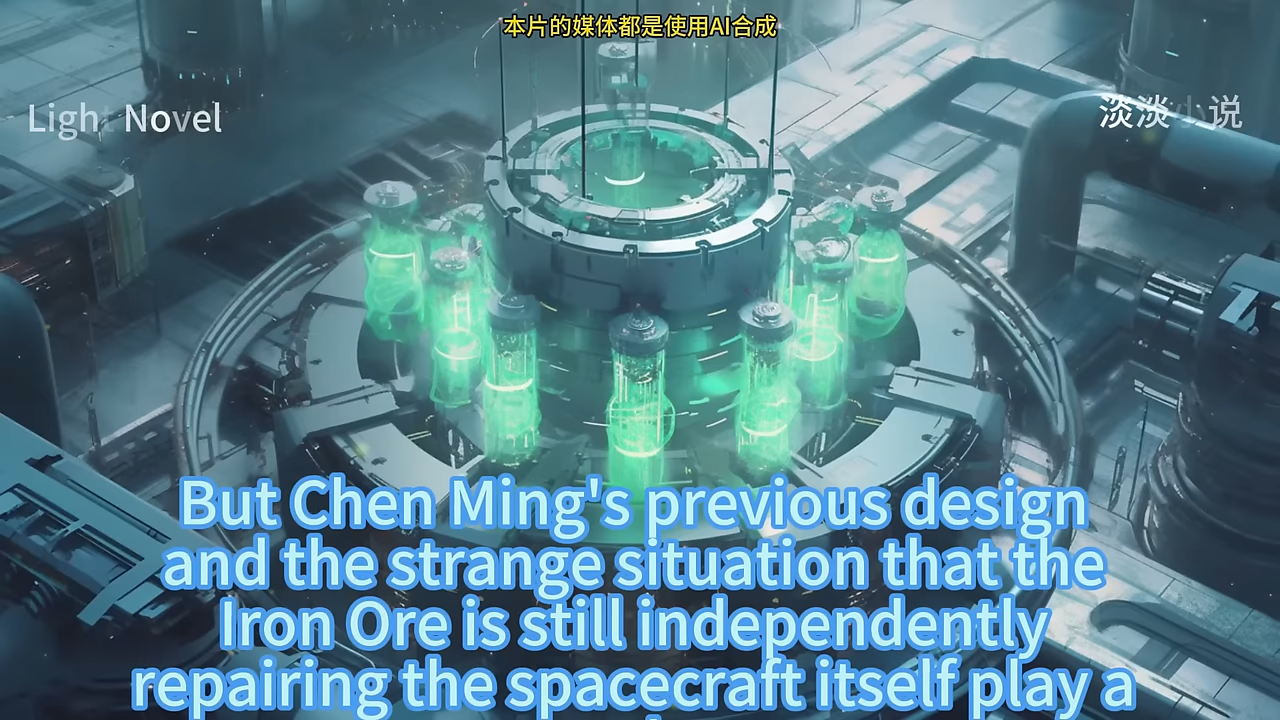 本片的媒体都是使用AI合成
Light Novel
淡淡小说
But Chen Ming's previous design
and the strange situation that the
Iron Ore is still independently
repairing the spacecraft itself play a